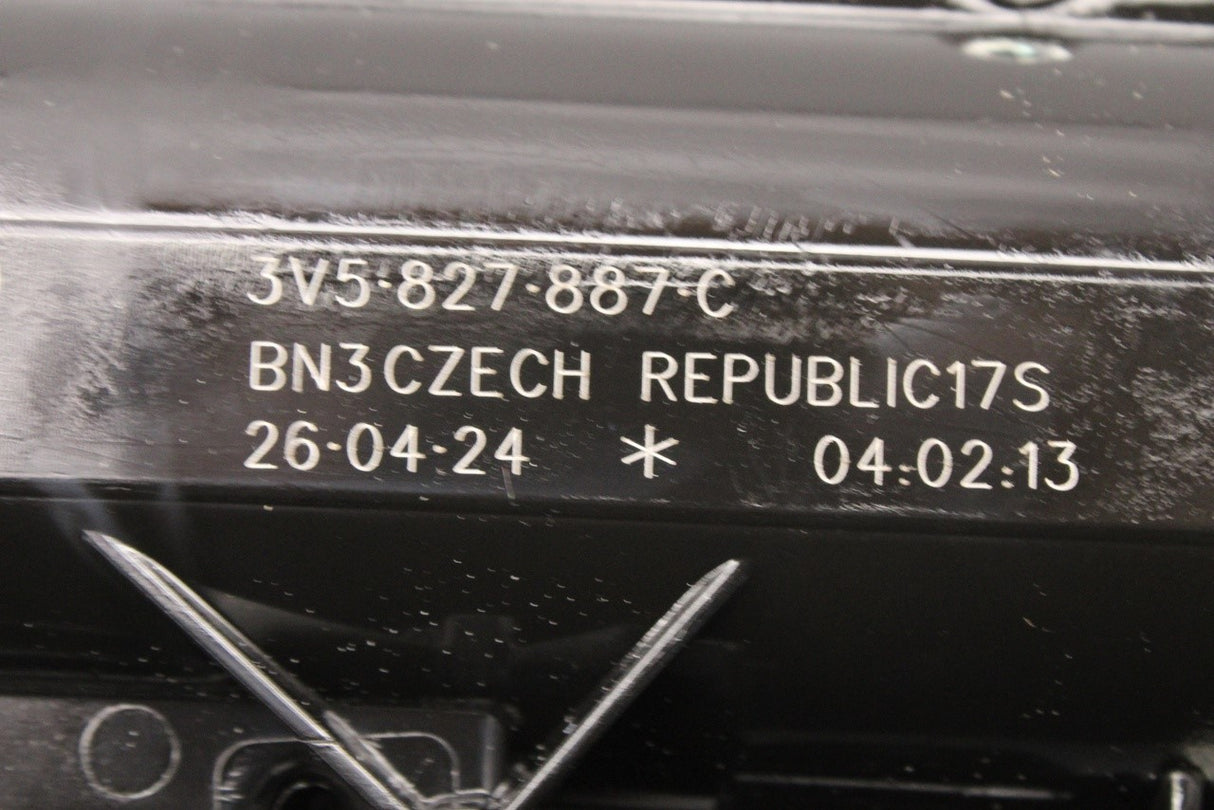 3V5·827·887·C
BN3CZECH REPUBLIC17S
26·04·24 * 04:02:13